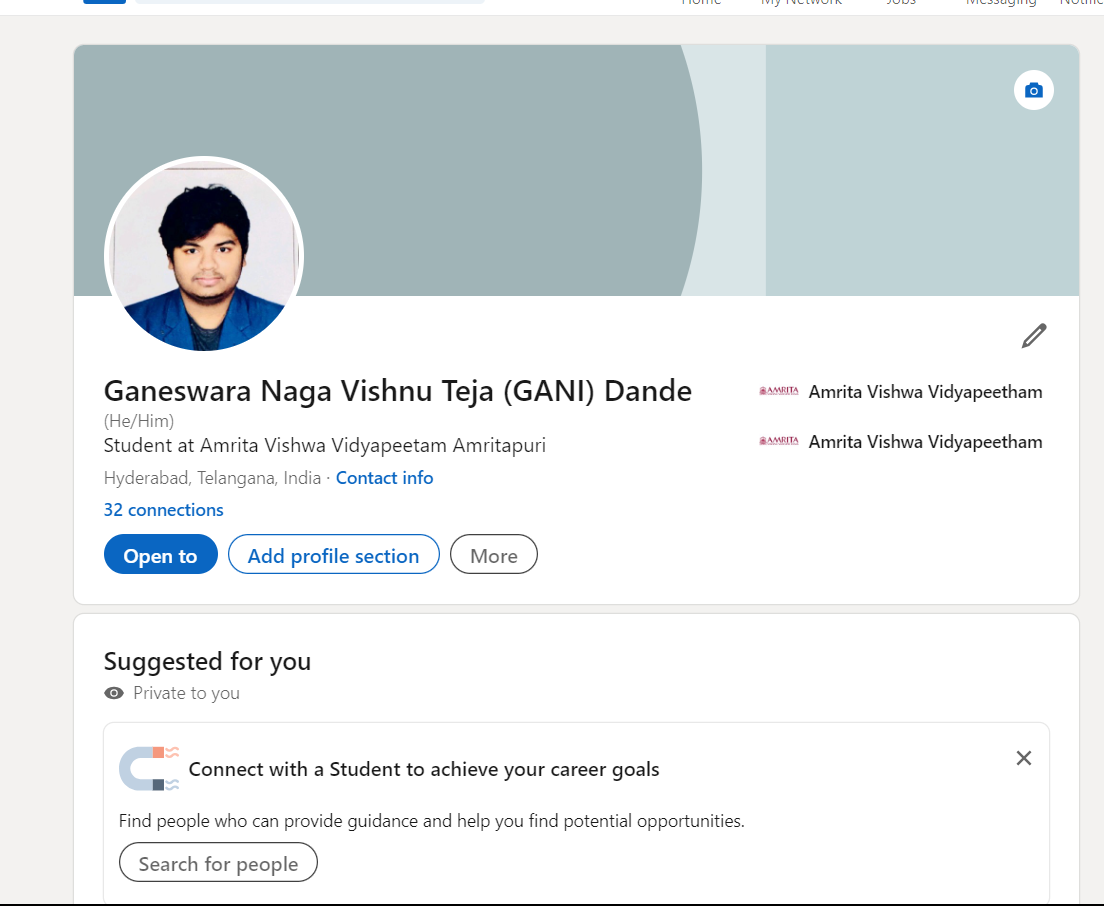 Home My Network Jobs Messaging
Ganeswara Naga Vishnu Teja (GANI) Dande
(He/Him)
Student at Amrita Vishwa Vidyapeetam Amritapuri
Hyderabad, Telangana, India · Contact info
32 connections
Open to Add profile section More
AMRITA Amrita Vishwa Vidyapeetham
AMRITA Amrita Vishwa Vidyapeetham
Suggested for you
Private to you
Connect with a Student to achieve your career goals
Find people who can provide guidance and help you find potential opportunities.
Search for people